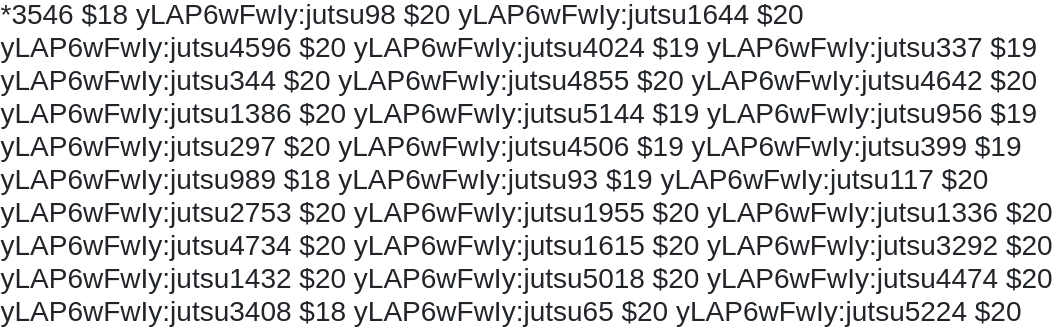 *3546 $18 yLAP6wFwIy:jutsu98 $20 yLAP6wFwIy:jutsu1644 $20
yLAP6wFwIy:jutsu4596 $20 yLAP6wFwIy:jutsu4024 $19 yLAP6wFwIy:jutsu337 $19
yLAP6wFwIy:jutsu344 $20 yLAP6wFwIy:jutsu4855 $20 yLAP6wFwIy:jutsu4642 $20
yLAP6wFwIy:jutsu1386 $20 yLAP6wFwIy:jutsu5144 $19 yLAP6wFwIy:jutsu956 $19
yLAP6wFwIy:jutsu297 $20 yLAP6wFwIy:jutsu4506 $19 yLAP6wFwIy:jutsu399 $19
yLAP6wFwIy:jutsu989 $18 yLAP6wFwIy:jutsu93 $19 yLAP6wFwIy:jutsu117 $20
yLAP6wFwIy:jutsu2753 $20 yLAP6wFwIy:jutsu1955 $20 yLAP6wFwIy:jutsu1336 $20
yLAP6wFwIy:jutsu4734 $20 yLAP6wFwIy:jutsu1615 $20 yLAP6wFwIy:jutsu3292 $20
yLAP6wFwIy:jutsu1432 $20 yLAP6wFwIy:jutsu5018 $20 yLAP6wFwIy:jutsu4474 $20
yLAP6wFwIy:jutsu3408 $18 yLAP6wFwIy:jutsu65 $20 yLAP6wFwIy:jutsu5224 $20